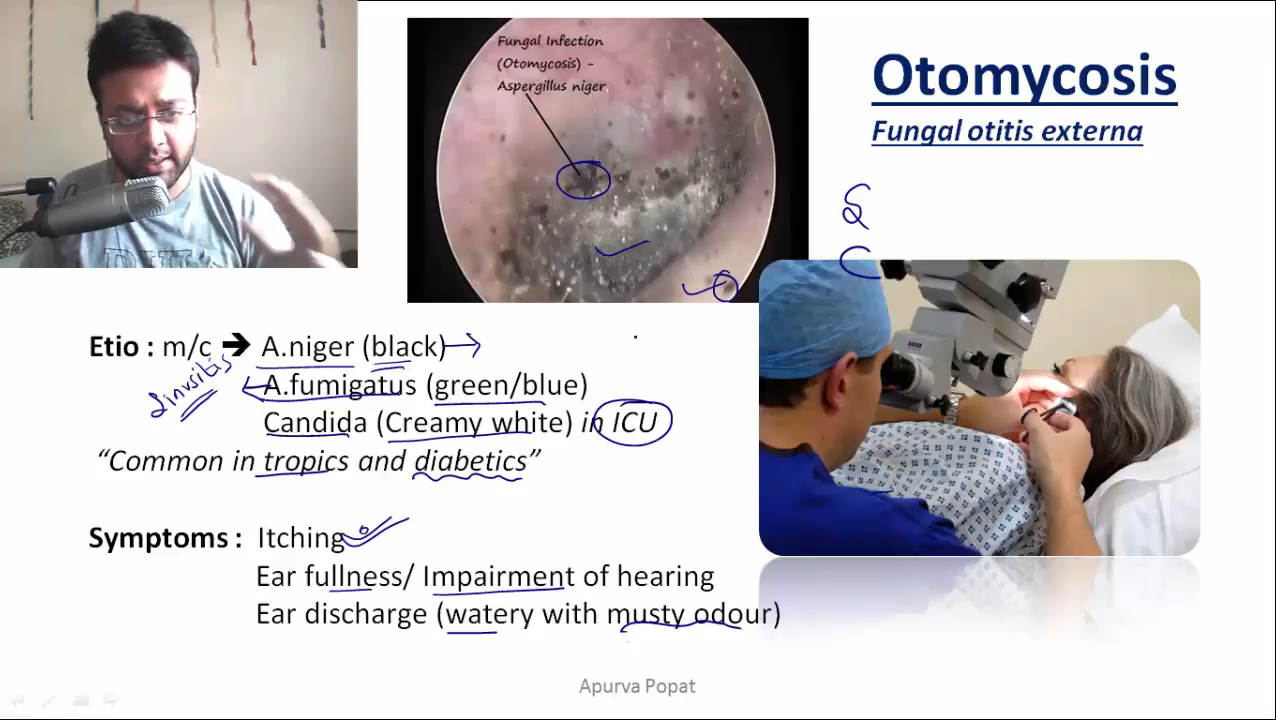 Fungal Infection
(Otomycosis) -
Aspergillus niger
Otomycosis
Fungal otitis externa
Etio : m/c ➔ A.niger (black)
Sinusitis
A.fumigatus (green/blue)
Candida (Creamy white) in ICU
“Common in tropics and diabetics”
Symptoms : Itching
Ear fullness/ Impairment of hearing
Ear discharge (watery with musty odour)
Apurva Popat